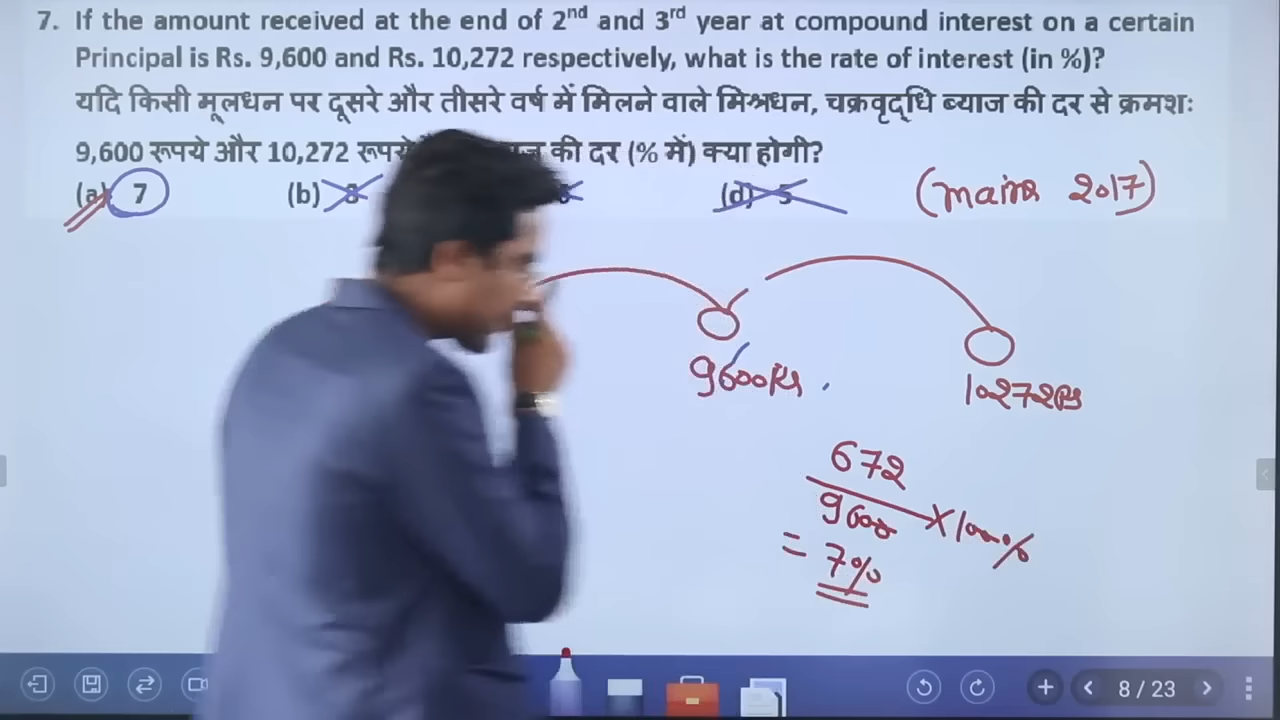 7. If the amount received at the end of 2nd and 3rd year at compound interest on a certain
Principal is Rs. 9,600 and Rs. 10,272 respectively, what is the rate of interest (in %)?
यदि किसी मूलधन पर दूसरे और तीसरे वर्ष में मिलने वाले मिश्रधन, चक्रवृद्धि ब्याज की दर से क्रमशः
9,600 रूपये और 10,272 रूपये की दर (% में) क्या होगी?
(a) 7 (b) 8 (d) 5 (mains 2017)
9600Rs
10272Rs
672
9600 ×100%
= 7%
8 / 23